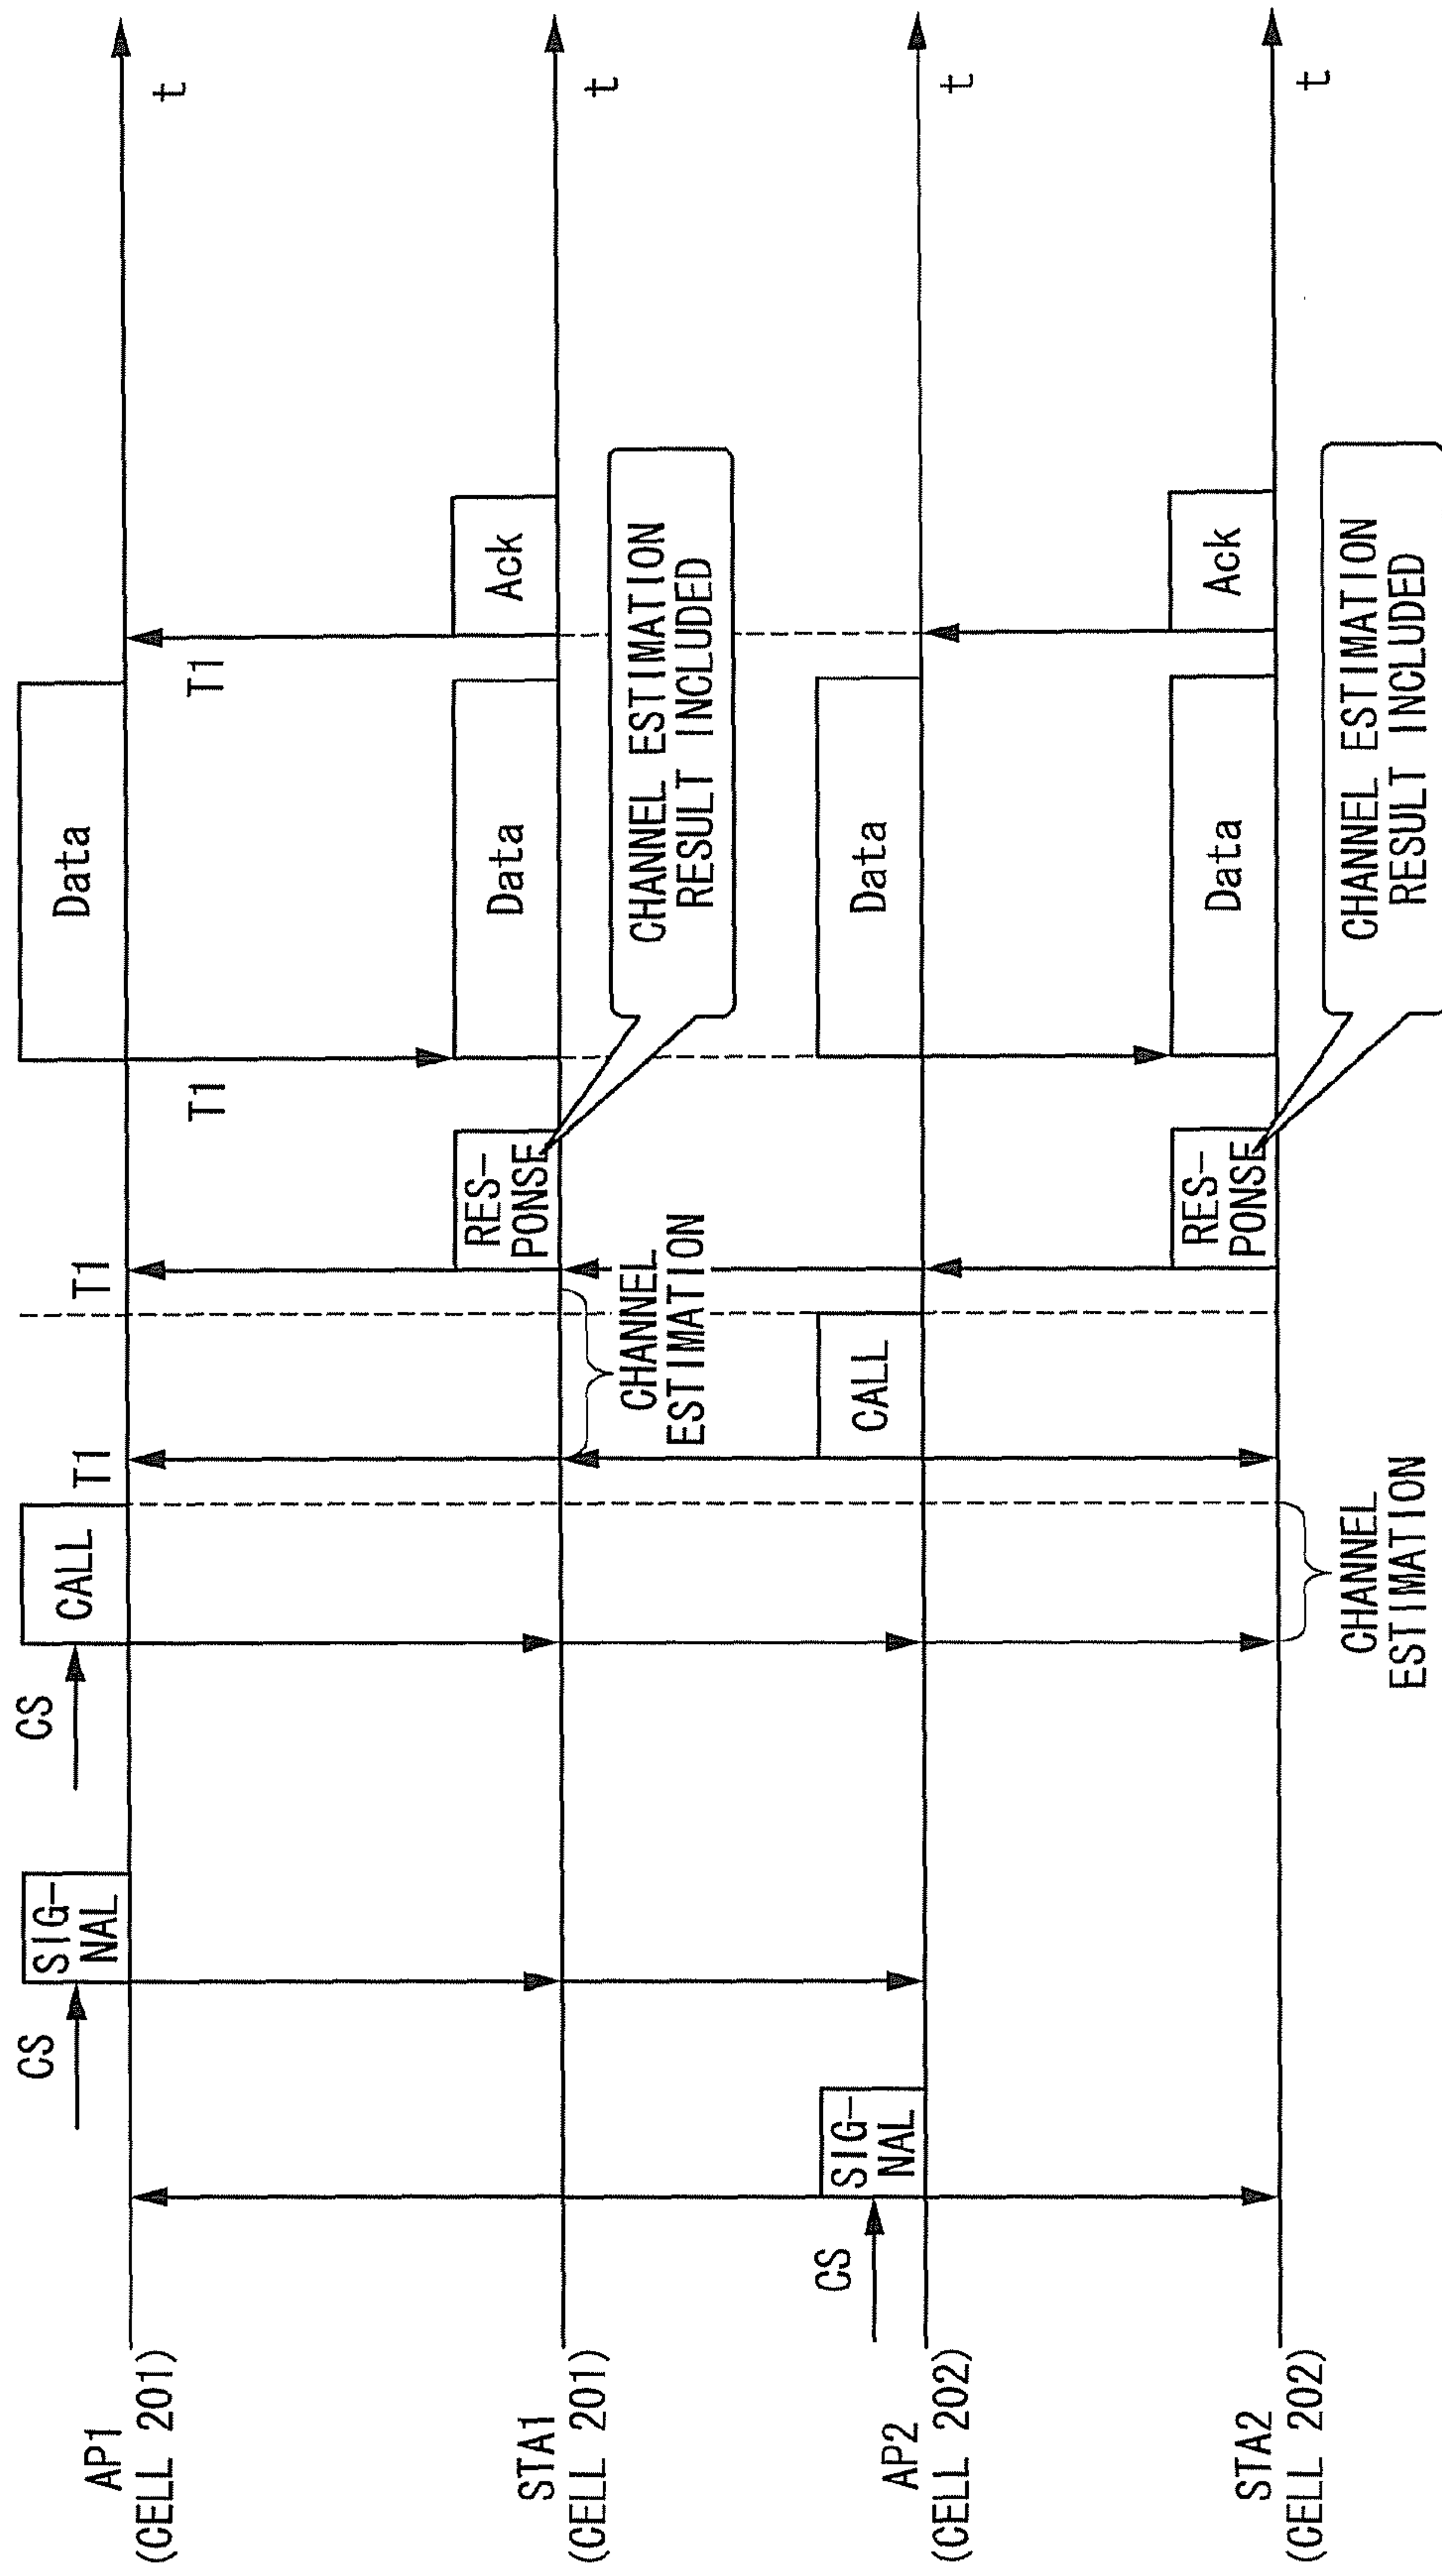 AP1
(CELL 201)
CS
SIG-
NAL
CS
CALL
T1
T1
T1
Data
T1
t
STA1
(CELL 201)
CHANNEL
ESTIMATION
RES-
PONSE
Data
Ack
CHANNEL ESTIMATION
RESULT INCLUDED
t
AP2
(CELL 202)
CS
SIG-
NAL
CALL
Data
t
STA2
(CELL 202)
CHANNEL
ESTIMATION
RES-
PONSE
Data
Ack
CHANNEL ESTIMATION
RESULT INCLUDED
t